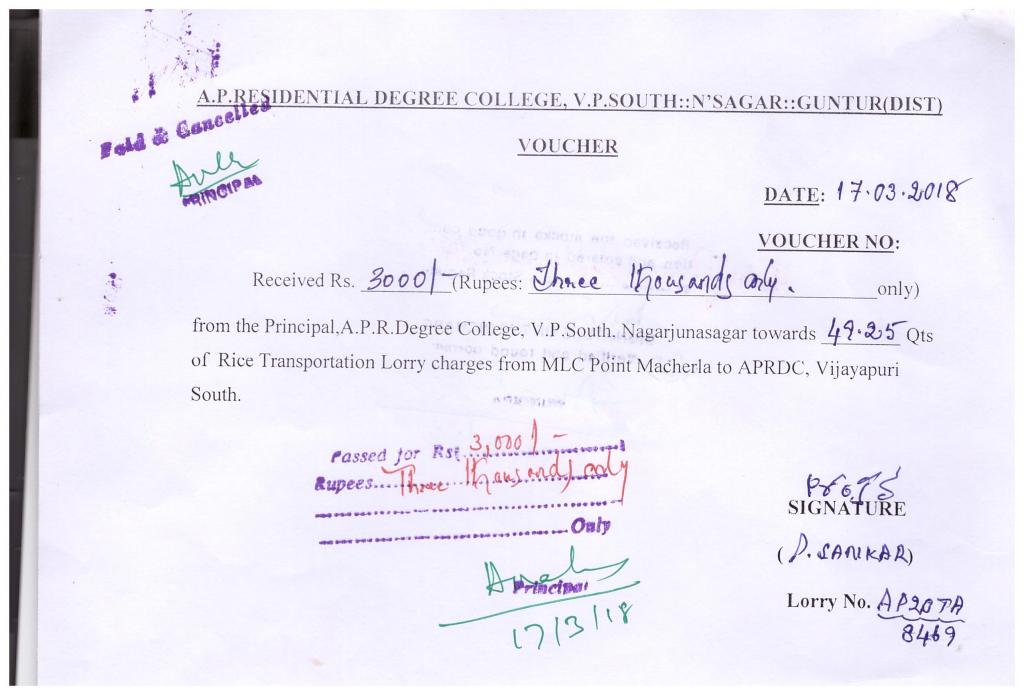 A.P.RESIDENTIAL DEGREE COLLEGE, V.P.SOUTH::N'SAGAR::GUNTUR(DIST)
Paid & Cancelled
PRINCIPAL
VOUCHER
DATE: 17.03.2018
VOUCHER NO:
Received Rs. 3000/- (Rupees: Three thousands only. only)
from the Principal,A.P.R.Degree College, V.P.South, Nagarjunasagar towards 49.25 Qts
of Rice Transportation Lorry charges from MLC Point Macherla to APRDC, Vijayapuri
South.
Passed for Rs. 3,000/-
Rupees Three thousands only
Only
Principal
17/3/18
SIGNATURE
(D.SANKAR)
Lorry No. AP20TA
8469